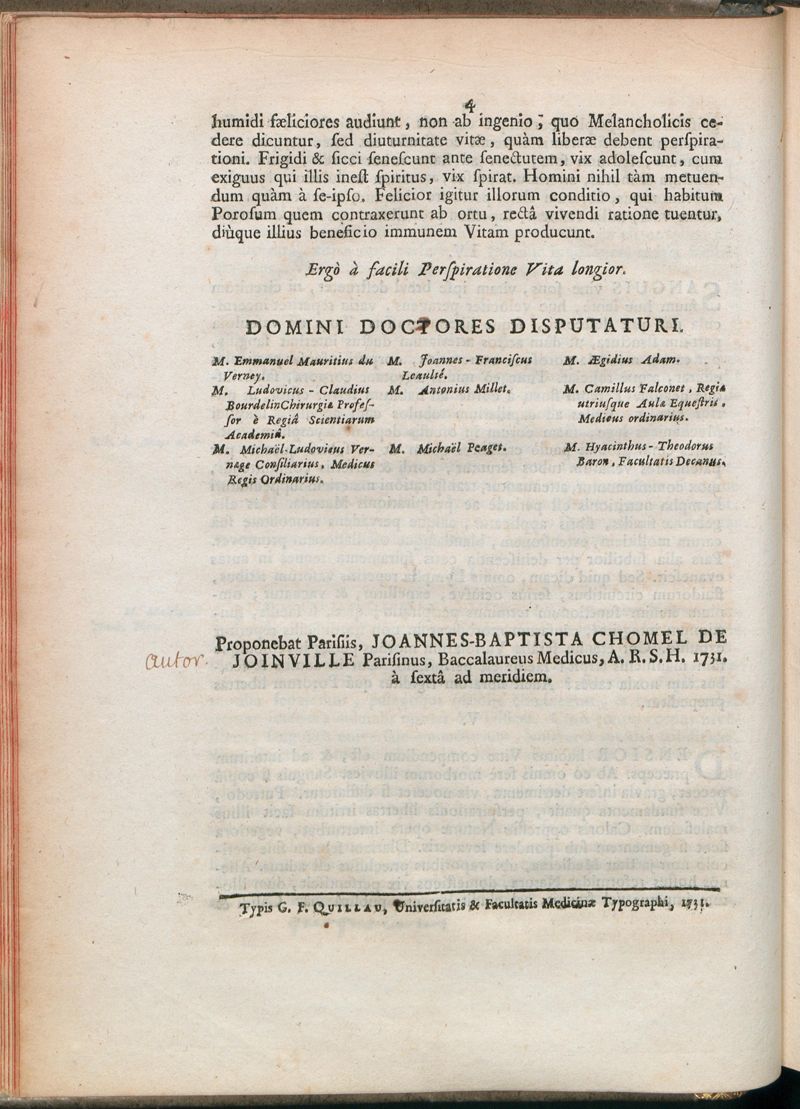 4
humidi fæliciores audiunt, non ab ingenio, quo Melancholicis ce-
dere dicuntur, ſed diuturnitate vitæ, quàm liberæ debent perſpira-
tioni. Frigidi & ſicci ſeneſcunt ante ſenectutem, vix adoleſcunt, cum
exiguus qui illis ineſt ſpiritus, vix ſpirat. Homini nihil tàm metuen-
dum quàm à ſe-ipſo. Felicior igitur illorum conditio, qui habitum
Poroſum quem contraxerunt ab ortu, rectâ vivendi ratione tuentur,
diùque illius beneficio immunem Vitam producunt.
Ergò à facili Perſpiratione Vita longior.
DOMINI DOCTORES DISPUTATURI.
M. Emmanuel Mauritius du
Verney.
M. Ludovicus - Claudius
Bourdelin Chirurgiæ Profeſ-
ſor è Regiâ Scientiarum
Academiâ.
M. Michaël-Ludovicus Ver-
nage Conſiliarius, Medicus
Regis Ordinarius.
M. Joannes - Franciſcus
Leaulté.
M. Antonius Millet.
M. Michaël Peaget.
M. Ægidius Adam.
M. Camillus Falconet, Regis
utriuſque Aulæ Equeſtris,
Medicus ordinarius.
M. Hyacinthus - Theodorus
Baron, Facultatis Decanus.
Proponebat Pariſiis, JOANNES-BAPTISTA CHOMEL DE
autor. JOINVILLE Pariſinus, Baccalaureus Medicus, A. R. S. H. 1731.
à ſextâ ad meridiem.
Typis G. F. QUILLAU, Univerſitatis & Facultatis Medicinæ Typographi, 1731.